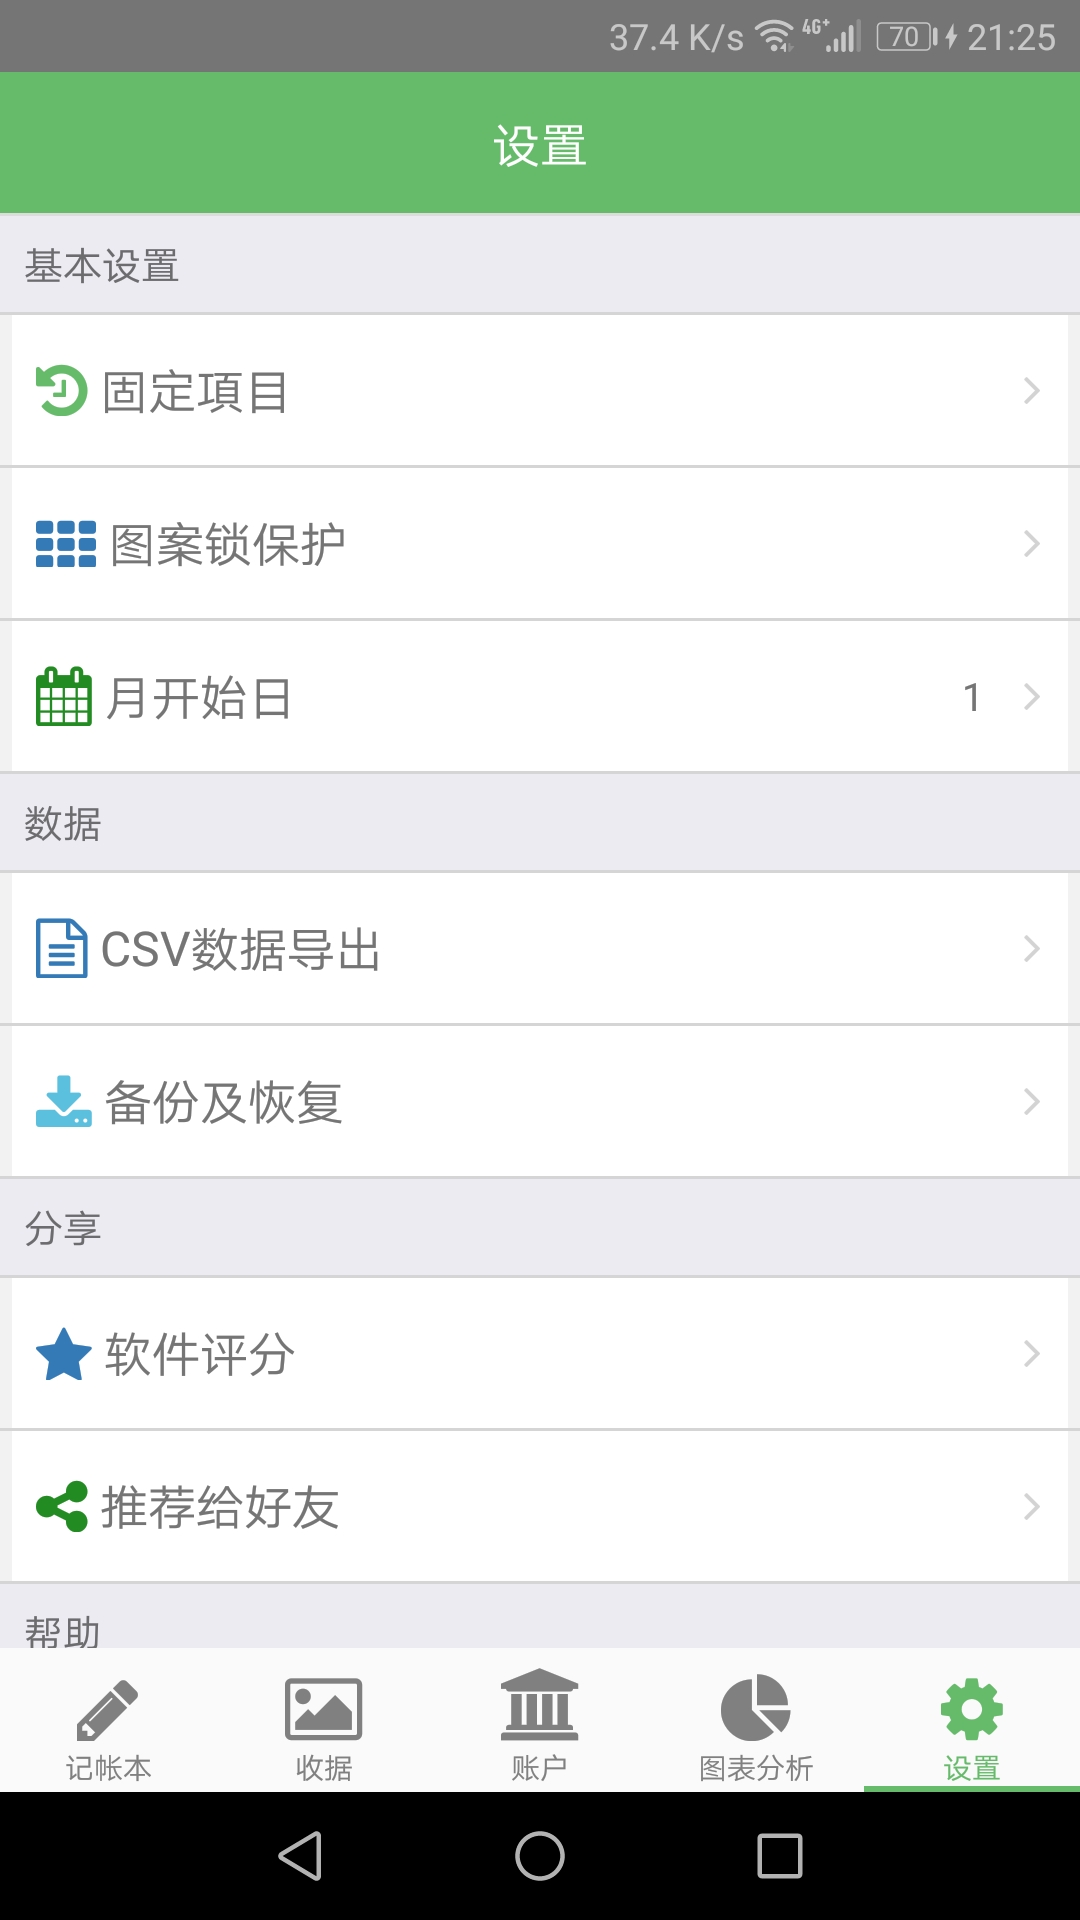 37.4 K/s 4G+ 70 21:25
设置
基本设置
固定項目
图案锁保护
月开始日 1
数据
CSV数据导出
备份及恢复
分享
软件评分
推荐给好友
帮助
记帐本 收据 账户 图表分析 设置